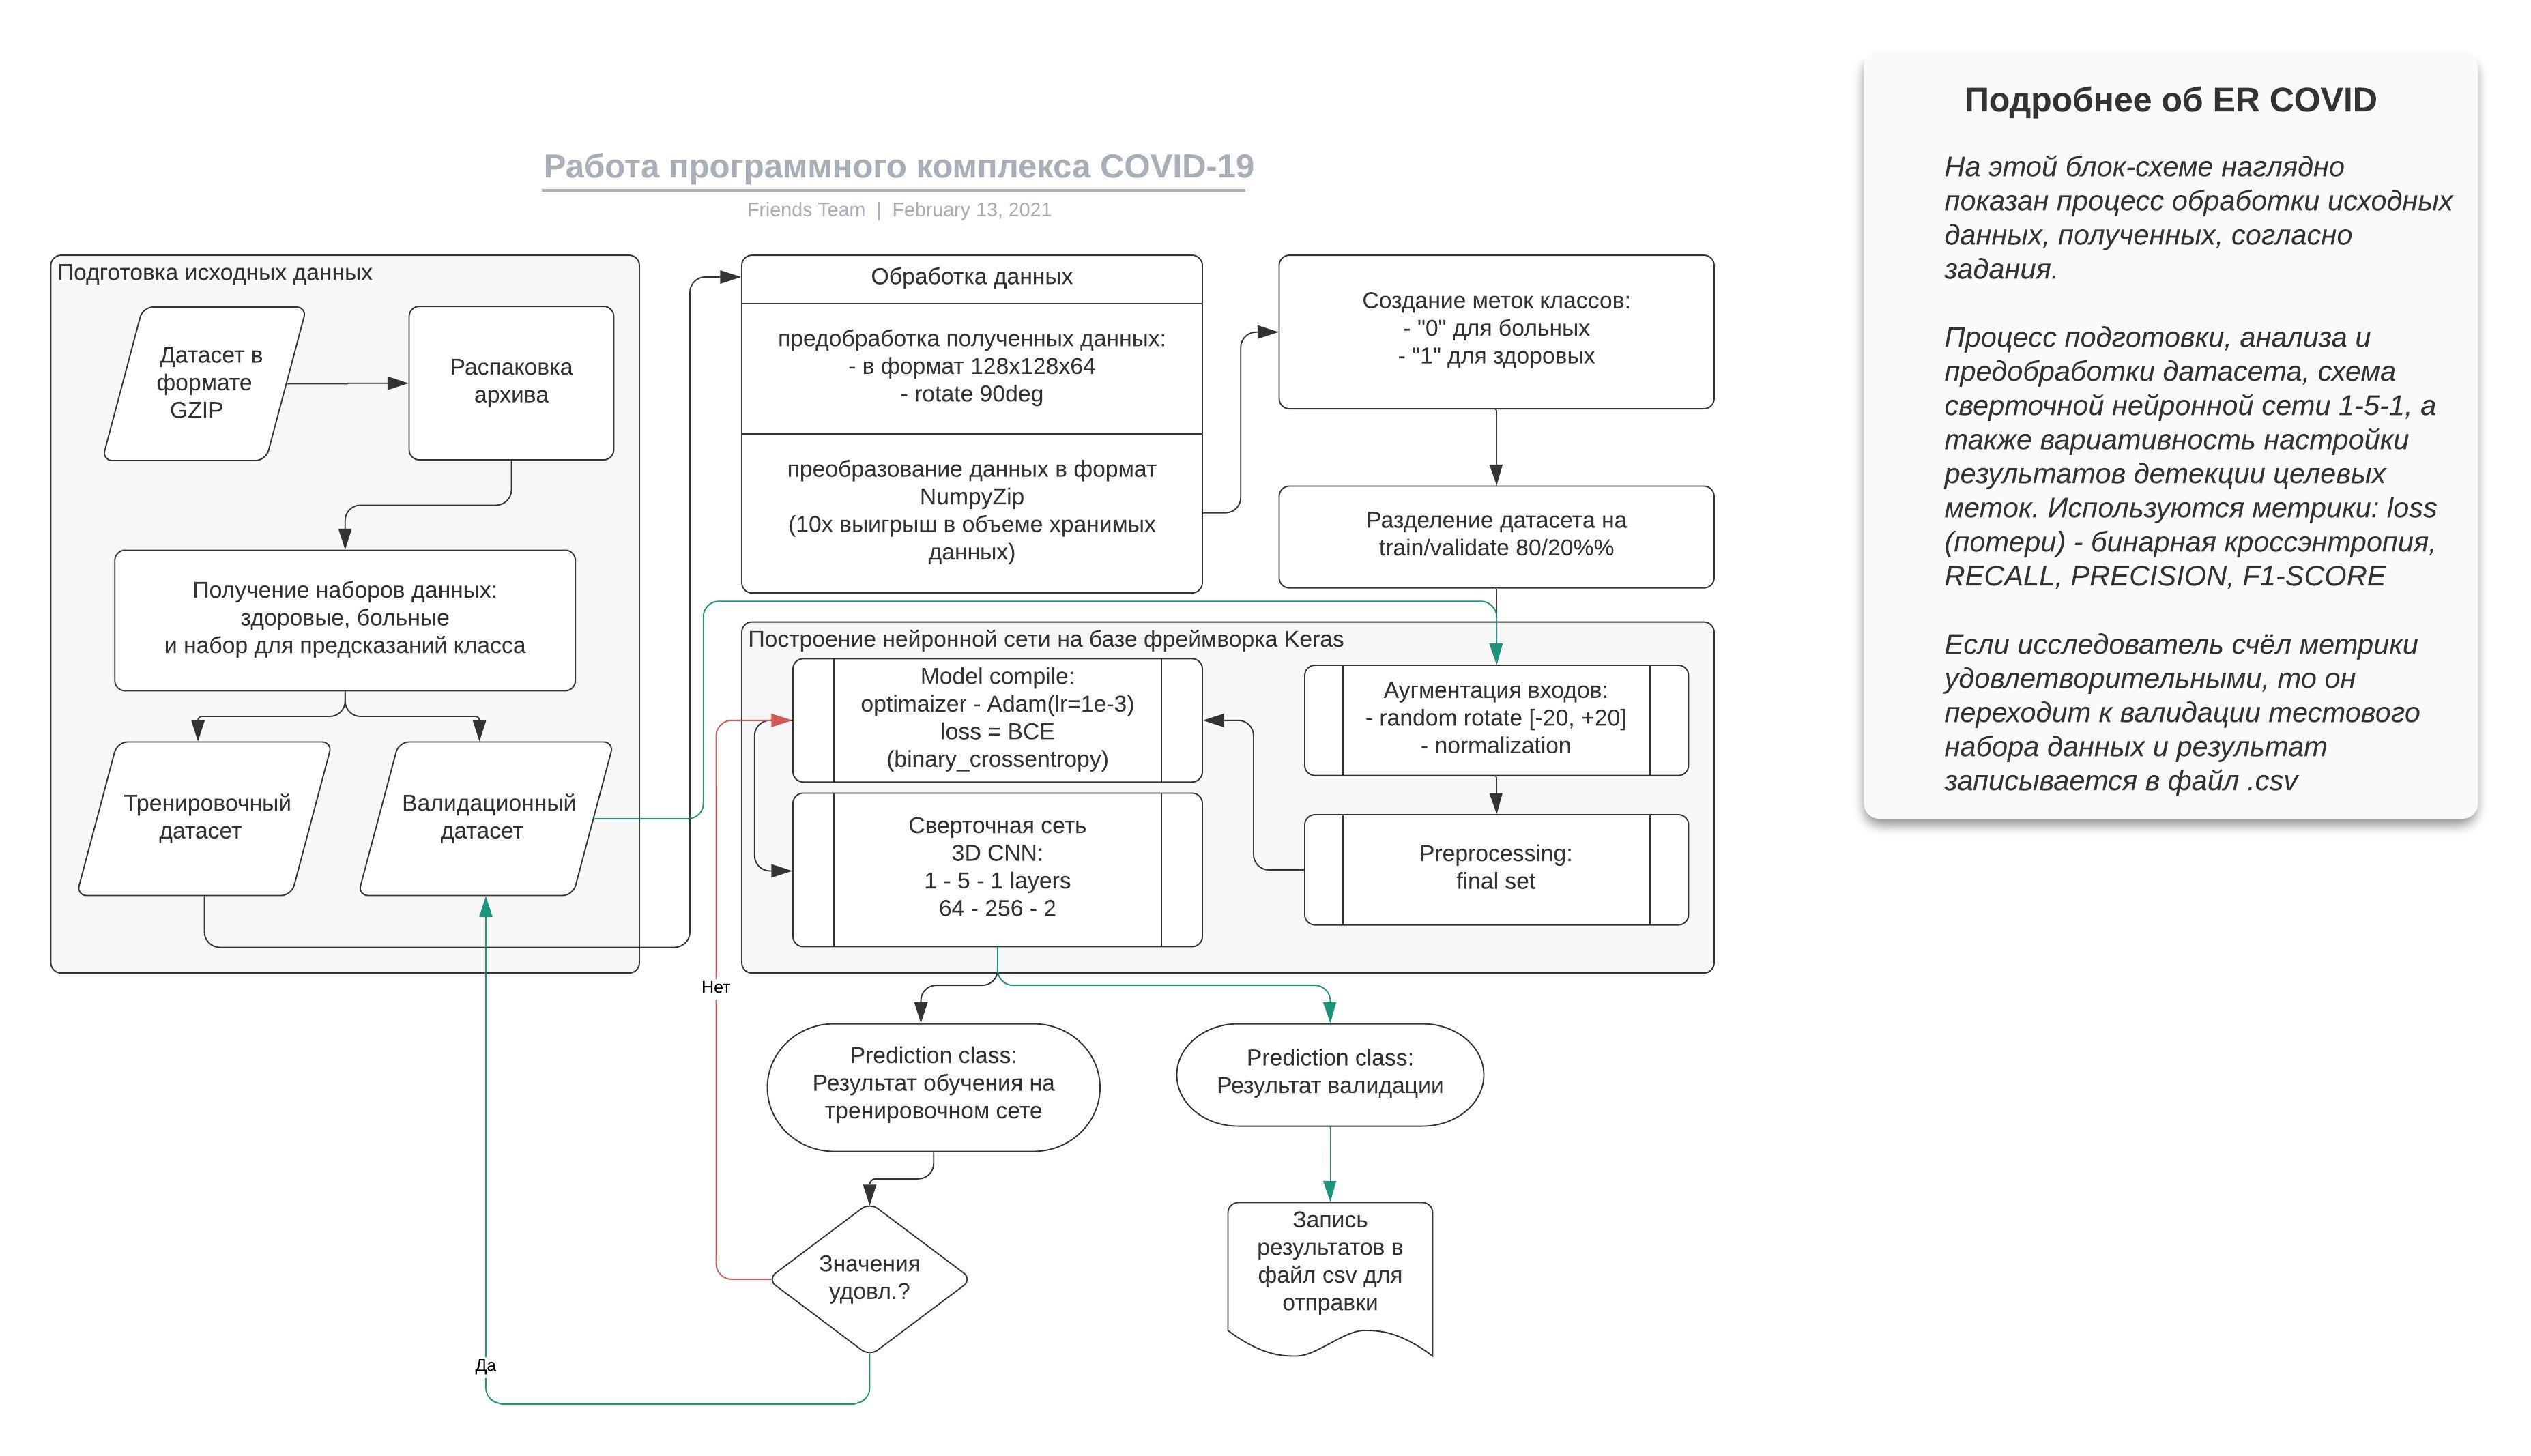 Работа программного комплекса COVID-19
Friends Team | February 13, 2021
Подготовка исходных данных
Датасет в
формате
GZIP
Распаковка
архива
Получение наборов данных:
здоровые, больные
и набор для предсказаний класса
Тренировочный
датасет
Валидационный
датасет
Обработка данных
предобработка полученных данных:
- в формат 128x128x64
- rotate 90deg
преобразование данных в формат
NumpyZip
(10x выигрыш в объеме хранимых
данных)
Создание меток классов:
- "0" для больных
- "1" для здоровых
Разделение датасета на
train/validate 80/20%%
Построение нейронной сети на базе фреймворка Keras
Model compile:
optimaizer - Adam(lr=1e-3)
loss = BCE
(binary_crossentropy)
Сверточная сеть
3D CNN:
1 - 5 - 1 layers
64 - 256 - 2
Аугментация входов:
- random rotate [-20, +20]
- normalization
Preprocessing:
final set
Нет
Prediction class:
Результат обучения на
тренировочном сете
Prediction class:
Результат валидации
Значения
удовл.?
Запись
результатов в
файл csv для
отправки
Да
Подробнее об ER COVID
На этой блок-схеме наглядно
показан процесс обработки исходных
данных, полученных, согласно
задания.
Процесс подготовки, анализа и
предобработки датасета, схема
сверточной нейронной сети 1-5-1, а
также вариативность настройки
результатов детекции целевых
меток. Используются метрики: loss
(потери) - бинарная кроссэнтропия,
RECALL, PRECISION, F1-SCORE
Если исследователь счёл метрики
удовлетворительными, то он
переходит к валидации тестового
набора данных и результат
записывается в файл .csv